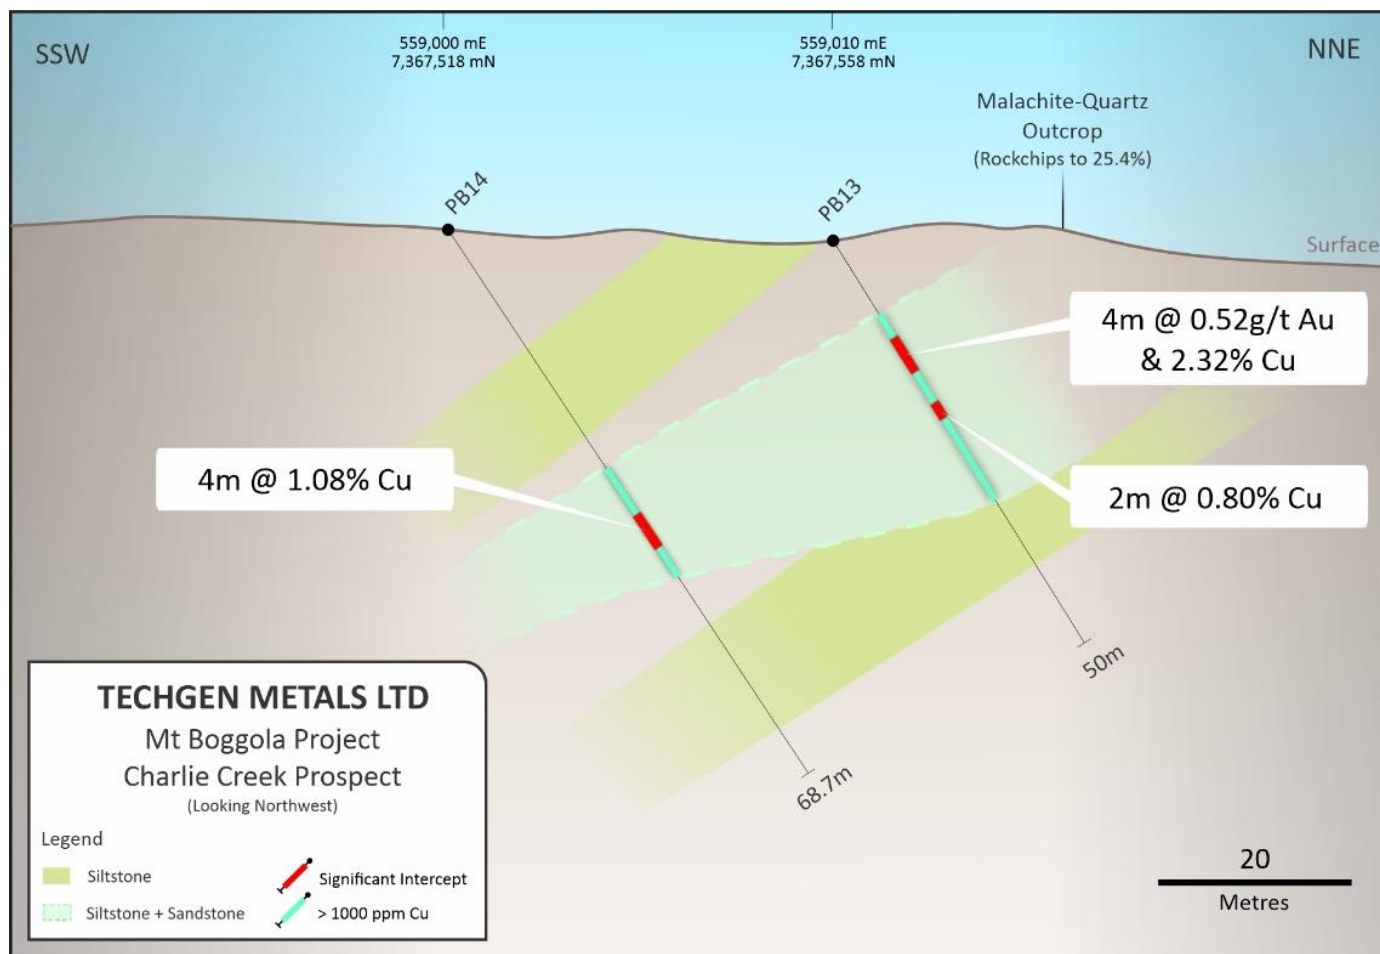 SSW
559,000 mE
7,367,518 mN
559,010 mE
7,367,558 mN
NNE
Malachite-Quartz
Outcrop
(Rockchips to 25.4%)
PB14
PB13
Surface
4m @ 0.52g/t Au
& 2.32% Cu
4m @ 1.08% Cu
2m @ 0.80% Cu
50m
68.7m
TECHGEN METALS LTD
Mt Boggola Project
Charlie Creek Prospect
(Looking Northwest)
Legend
Siltstone
Significant Intercept
Siltstone + Sandstone
> 1000 ppm Cu
20
Metres